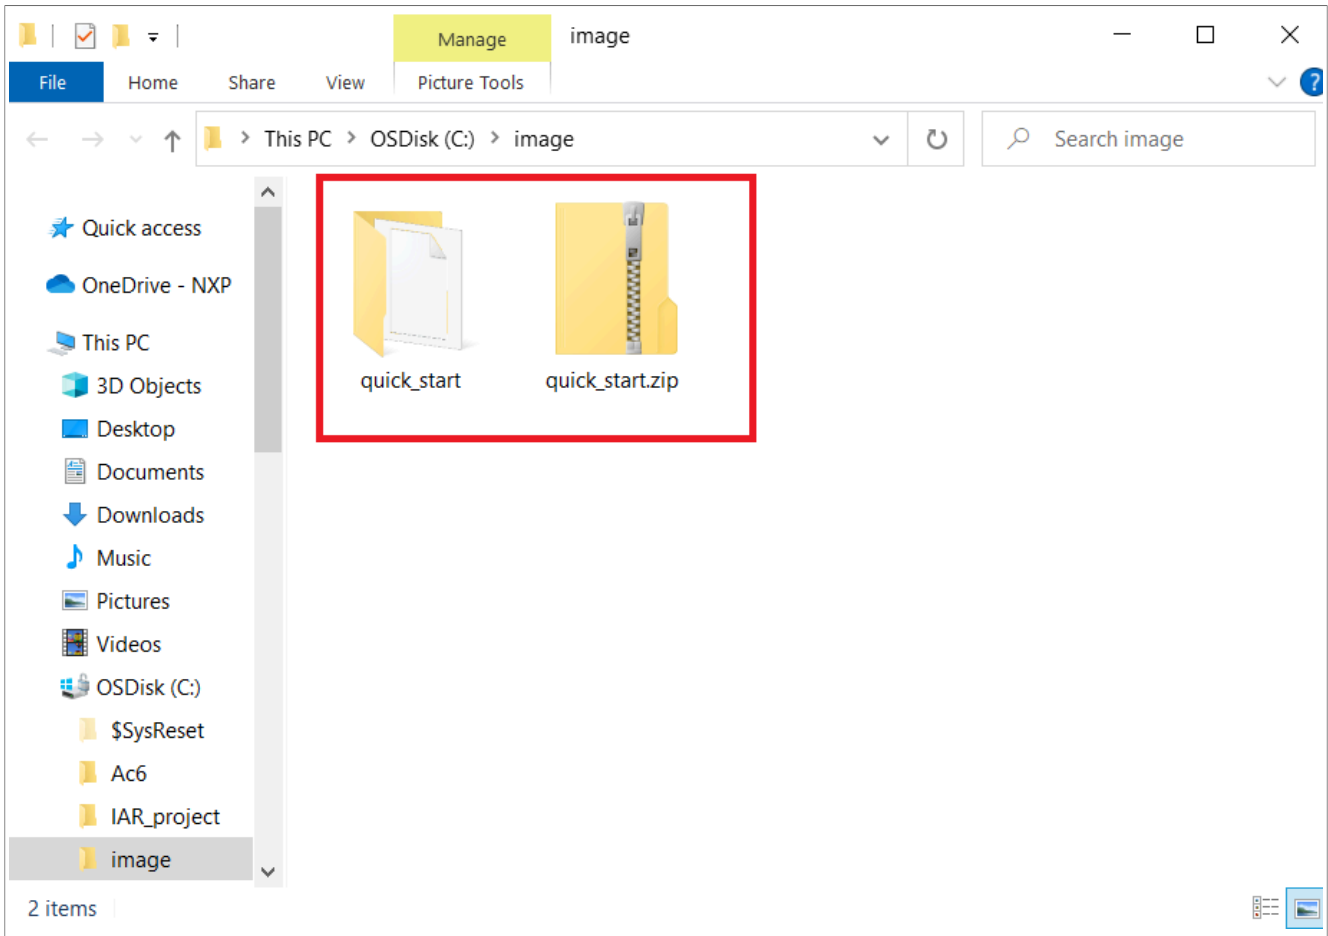 Manage
image
File
Home
Share
View
Picture Tools
?
This PC
OSDisk (C:)
image
Search image
Quick access
OneDrive - NXP
This PC
3D Objects
Desktop
Documents
Downloads
Music
Pictures
Videos
OSDisk (C:)
$SysReset
Ac6
IAR_project
image
quick_start
quick_start.zip
2 items